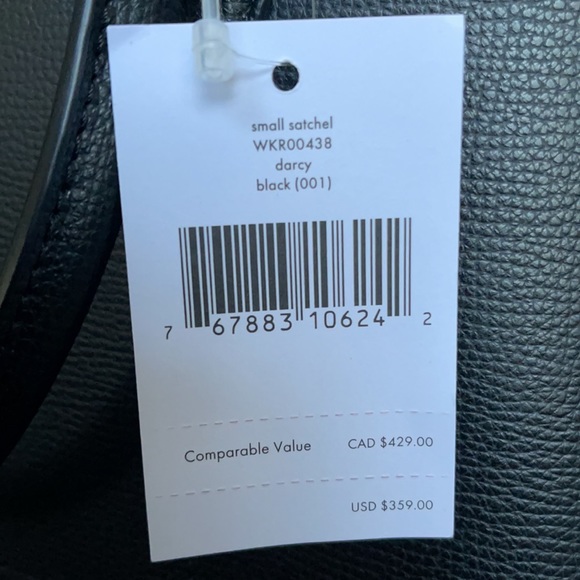 small satchel
WKR00438
darcy
black (001)
7 67883 10624 2
Comparable Value CAD $429.00
USD $359.00